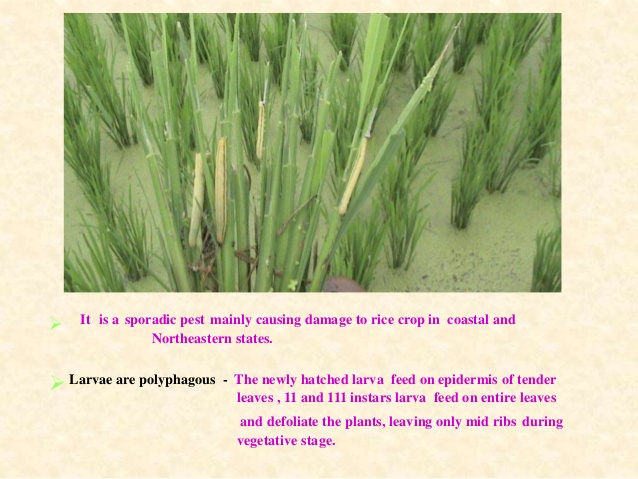 It is a sporadic pest mainly causing damage to rice crop in coastal and
Northeastern states.
Larvae are polyphagous - The newly hatched larva feed on epidermis of tender
leaves , 11 and 111 instars larva feed on entire leaves
and defoliate the plants, leaving only mid ribs during
vegetative stage.